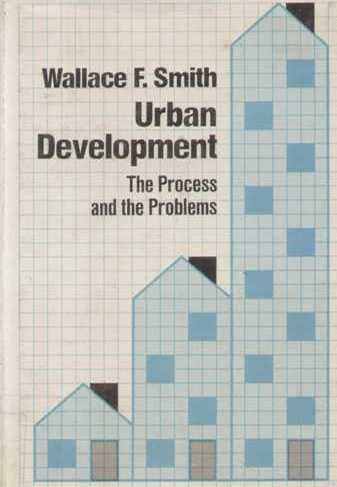 Wallace F. Smith
Urban
Development
The Process
and the Problems